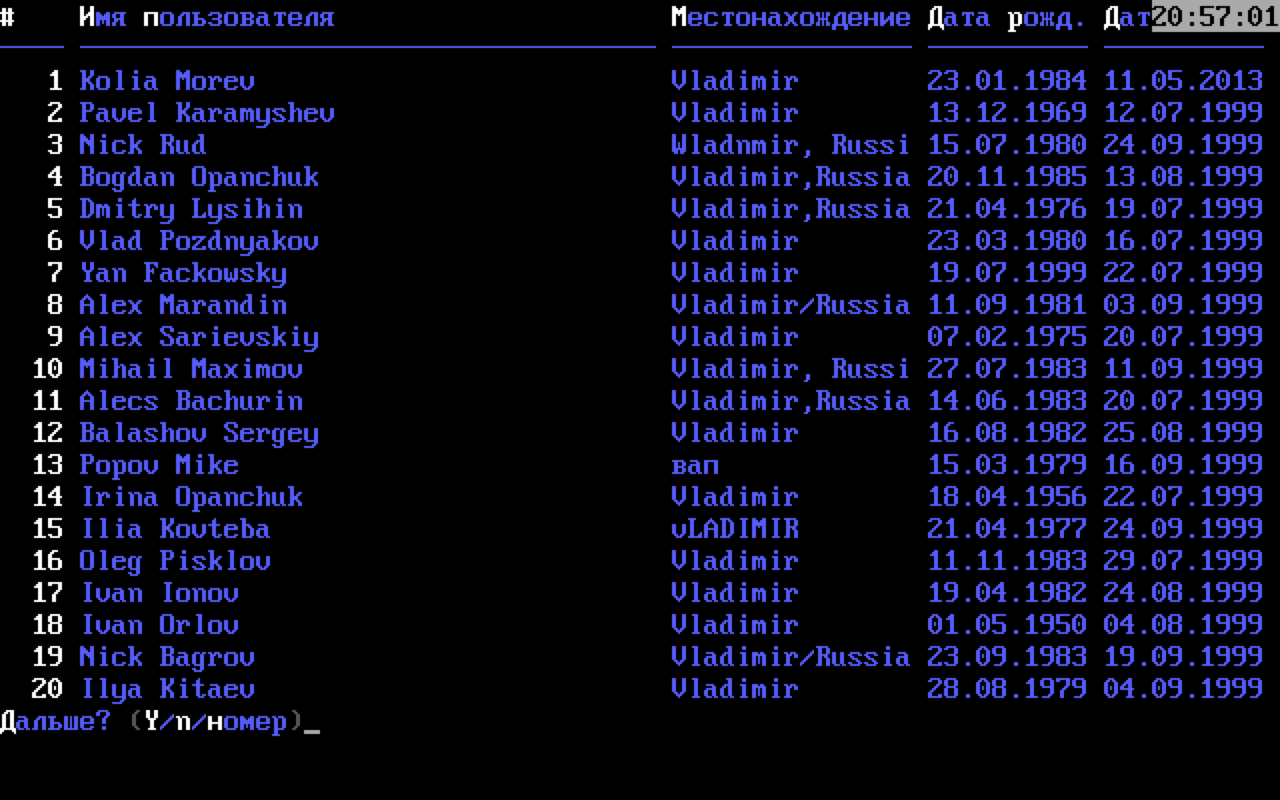 # Имя пользователя Местонахождение Дата рожд. Дат20:57:01
1 Kolia Morev Vladimir 23.01.1984 11.05.2013
2 Pavel Karamyshev Vladimir 13.12.1969 12.07.1999
3 Nick Rud Wladnmir, Russi 15.07.1980 24.09.1999
4 Bogdan Opanchuk Vladimir,Russia 20.11.1985 13.08.1999
5 Dmitry Lysihin Vladimir,Russia 21.04.1976 19.07.1999
6 Vlad Pozdnyakov Vladimir 23.03.1980 16.07.1999
7 Yan Fackowsky Vladimir 19.07.1999 22.07.1999
8 Alex Marandin Vladimir/Russia 11.09.1981 03.09.1999
9 Alex Sarievskiy Vladimir 07.02.1975 20.07.1999
10 Mihail Maximov Vladimir, Russi 27.07.1983 11.09.1999
11 Alecs Bachurin Vladimir,Russia 14.06.1983 20.07.1999
12 Balashov Sergey Vladimir 16.08.1982 25.08.1999
13 Popov Mike вап 15.03.1979 16.09.1999
14 Irina Opanchuk Vladimir 18.04.1956 22.07.1999
15 Ilia Kovteba vLADIMIR 21.04.1977 24.09.1999
16 Oleg Pisklov Vladimir 11.11.1983 29.07.1999
17 Ivan Ionov Vladimir 19.04.1982 24.08.1999
18 Ivan Orlov Vladimir 01.05.1950 04.08.1999
19 Nick Bagrov Vladimir/Russia 23.09.1983 19.09.1999
20 Ilya Kitaev Vladimir 28.08.1979 04.09.1999
Дальше? (Y/n/номер)_